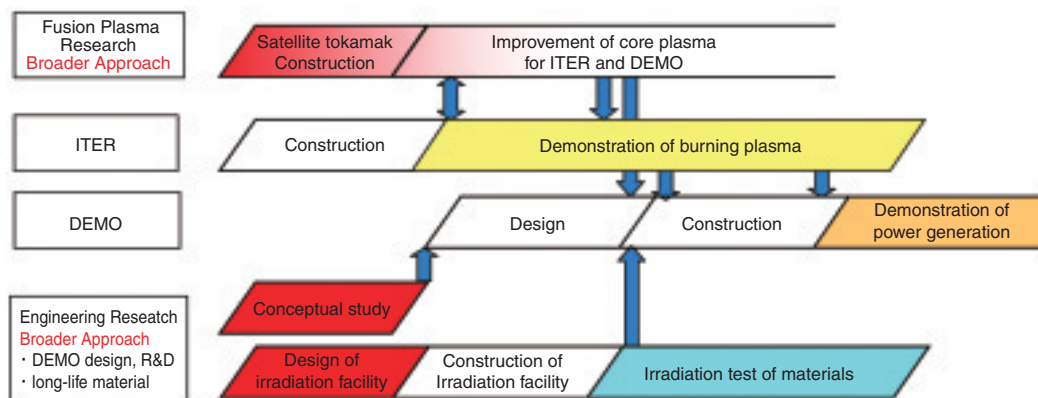 Fusion Plasma
Research
Broader Approach
Satellite tokamak
Construction
Improvement of core plasma
for ITER and DEMO
ITER
Construction
Demonstration of burning plasma
DEMO
Design
Construction
Demonstration of
power generation
Conceptual study
Engineering Reseatch
Broader Approach
・ DEMO design, R&D
・ long-life material
Design of
irradiation facility
Construction of
Irradiation facility
Irradiation test of materials